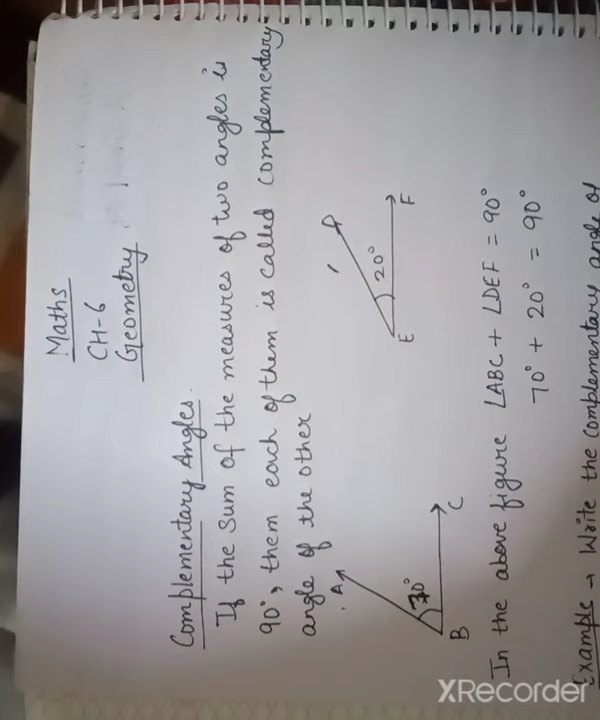 Maths
CH-6
Geometry
Complementary Angles.
If the Sum of the measures of two angles is
90°, them each of them is called complementary
angle of the other
A
70°
B
C
D
20°
E
F
In the above figure ∠ABC + ∠DEF = 90°
70° + 20° = 90°
Example → Write the complementary angle of
XRecorder